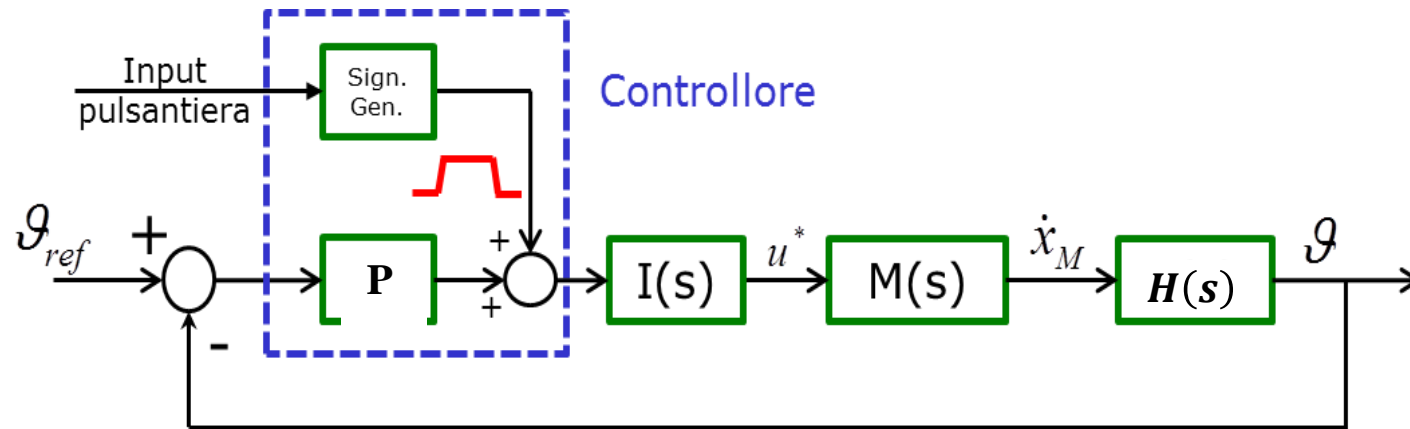 Input
pulsantiera
Sign.
Gen.
Controllore
ϑref
+
-
P
+
+
I(s)
u*
M(s)
ẋM
H(s)
ϑ